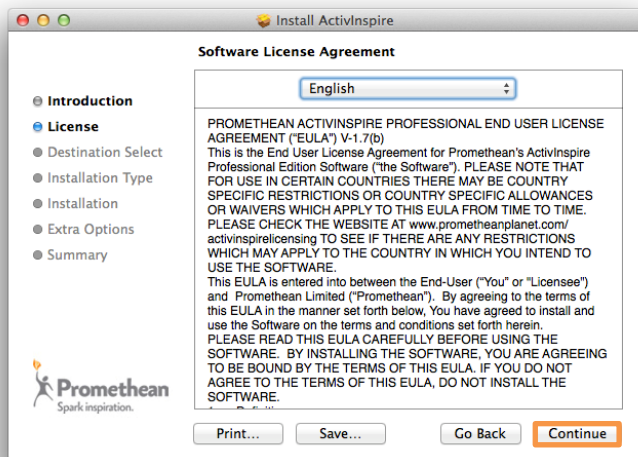 Install ActivInspire
Software License Agreement
English
Introduction
License
Destination Select
Installation Type
Installation
Extra Options
Summary
PROMETHEAN ACTIVINSPIRE PROFESSIONAL END USER LICENSE
AGREEMENT (“EULA”) V-1.7(b)
This is the End User License Agreement for Promethean's ActivInspire
Professional Edition Software (“the Software”). PLEASE NOTE THAT
FOR USE IN CERTAIN COUNTRIES THERE MAY BE COUNTRY
SPECIFIC RESTRICTIONS OR COUNTRY SPECIFIC ALLOWANCES
OR WAIVERS WHICH APPLY TO THIS EULA FROM TIME TO TIME.
PLEASE CHECK THE WEBSITE AT www.prometheanplanet.com/
activinspirelicensing TO SEE IF THERE ARE ANY RESTRICTIONS
WHICH MAY APPLY TO THE COUNTRY IN WHICH YOU INTEND TO
USE THE SOFTWARE.
This EULA is entered into between the End-User (“You” or “Licensee”)
and  Promethean Limited (“Promethean”).  By agreeing to the terms of
this EULA in the manner set forth below, You have agreed to install and
use the Software on the terms and conditions set forth herein.
PLEASE READ THIS EULA CAREFULLY BEFORE USING THE
SOFTWARE.  BY INSTALLING THE SOFTWARE, YOU ARE AGREEING
TO BE BOUND BY THE TERMS OF THIS EULA. IF YOU DO NOT
AGREE TO THE TERMS OF THIS EULA, DO NOT INSTALL THE
SOFTWARE.
Promethean
Spark inspiration.
Print...
Save...
Go Back
Continue